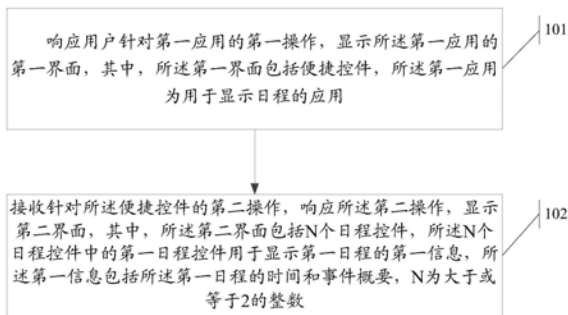 响应用户针对第一应用的第一操作，显示所述第一应用的
第一界面，其中，所述第一界面包括便捷控件，所述第一应用
为用于显示日程的应用
101
接收针对所述便捷控件的第二操作，响应所述第二操作，显示
第二界面，其中，所述第二界面包括N个日程控件，所述N个
日程控件中的第一日程控件用于显示第一日程的第一信息，所
述第一信息包括所述第一日程的时间和事件概要，N为大于或
等于2的整数
102